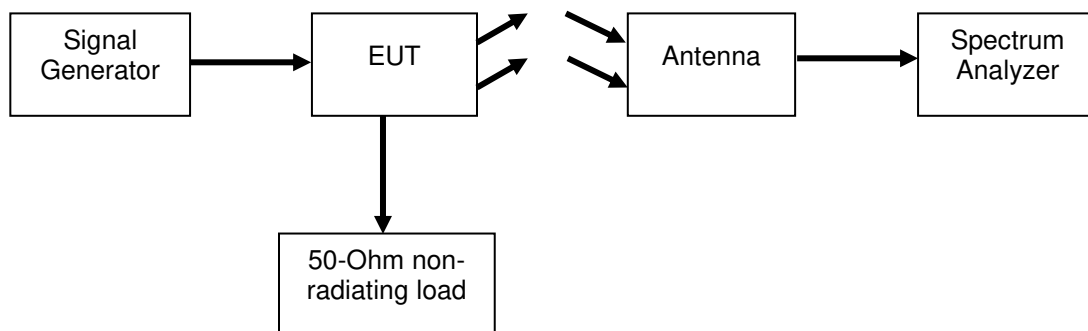 Signal
Generator
EUT
Antenna
Spectrum
Analyzer
50-Ohm non-
radiating load